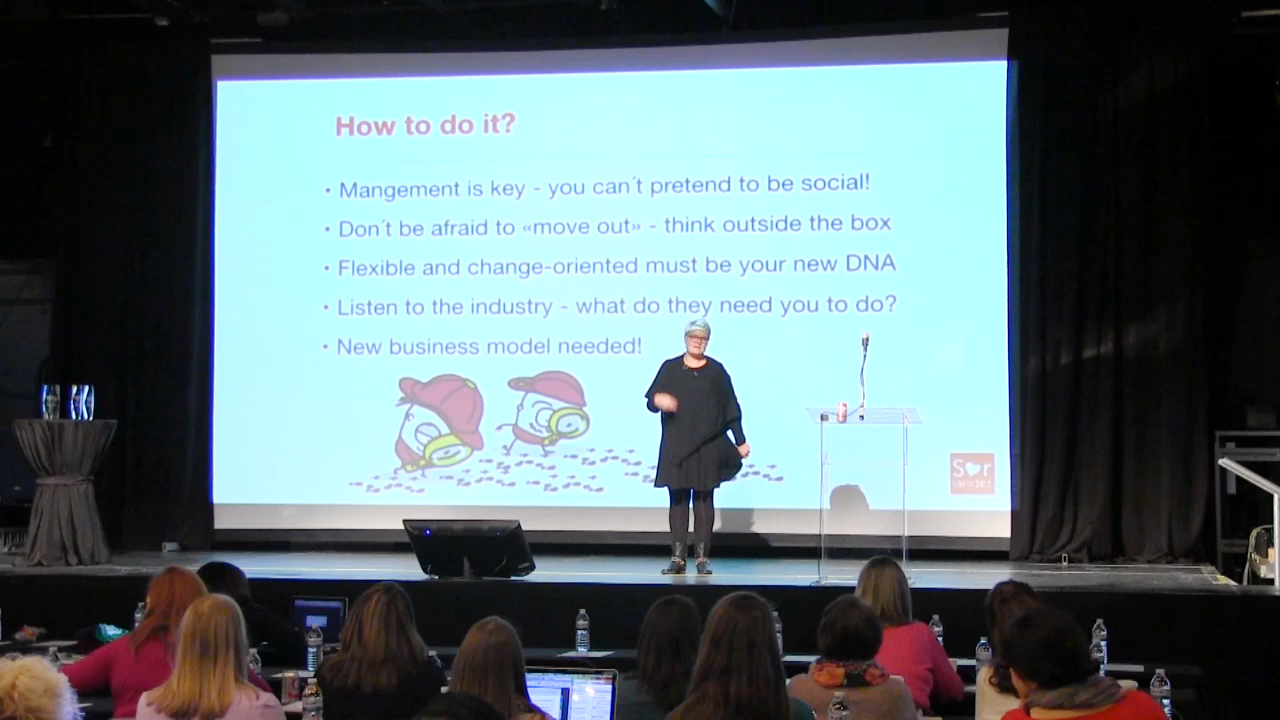 How to do it?
• Mangement is key - you can´t pretend to be social!
• Don´t be afraid to «move out» - think outside the box
• Flexible and change-oriented must be your new DNA
• Listen to the industry - what do they need you to do?
• New business model needed!
S♥r
landet